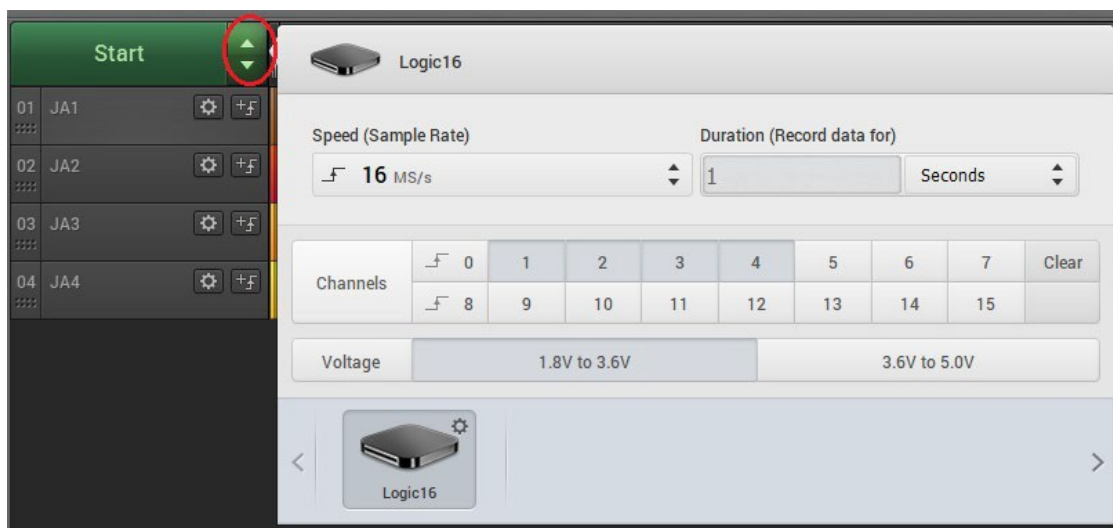 Start
Logic16
01 JA1
02 JA2
03 JA3
04 JA4
Speed (Sample Rate)
16 MS/s
Duration (Record data for)
1 Seconds
Channels
0 1 2 3 4 5 6 7 Clear
8 9 10 11 12 13 14 15
Voltage 1.8V to 3.6V 3.6V to 5.0V
Logic16